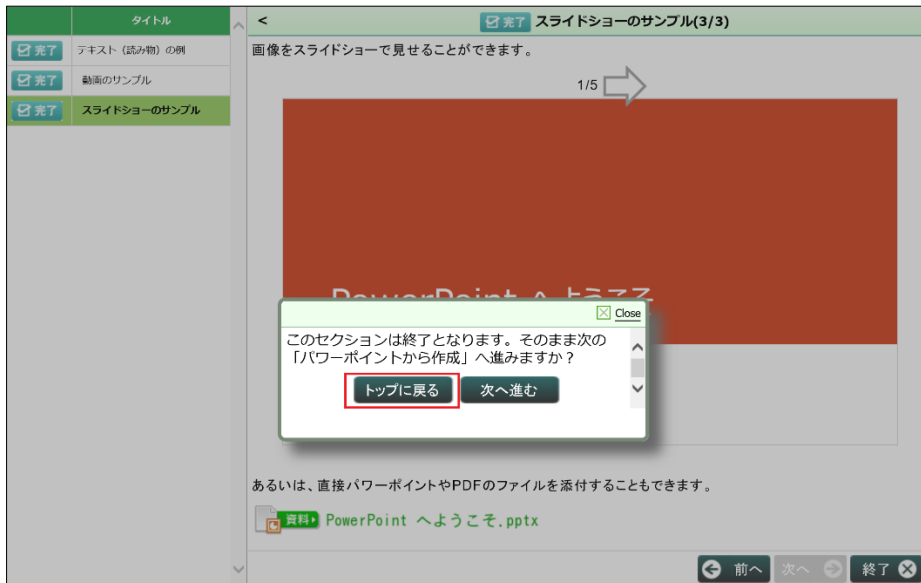 タイトル
完了 テキスト（読み物）の例
完了 動画のサンプル
完了 スライドショーのサンプル
< 完了 スライドショーのサンプル(3/3)
画像をスライドショーで見せることができます。
1/5
PowerPoint へようこそ
Close
このセクションは終了となります。そのまま次の
「パワーポイントから作成」へ進みますか？
トップに戻る 次へ進む
あるいは、直接パワーポイントやPDFのファイルを添付することもできます。
資料 PowerPoint へようこそ.pptx
前へ 次へ 終了